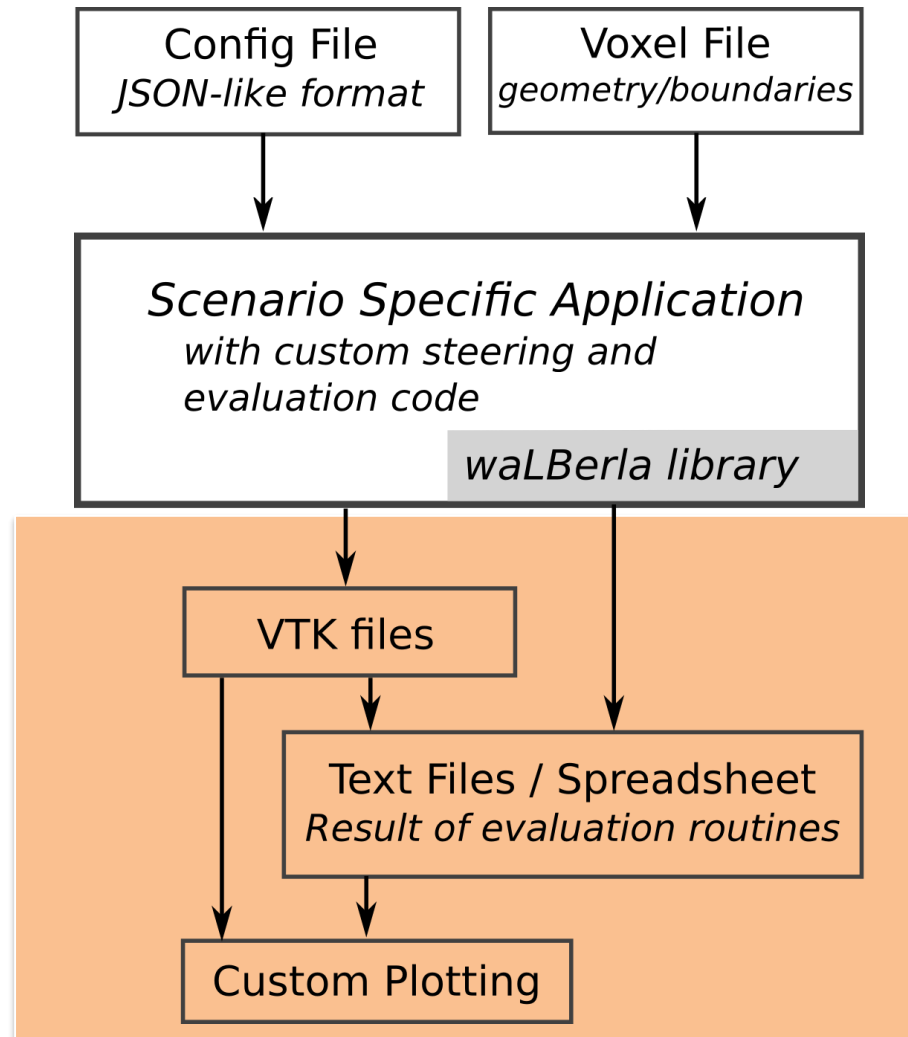 Config File
JSON-like format
Voxel File
geometry/boundaries
Scenario Specific Application
with custom steering and
evaluation code
waLBerla library
VTK files
Text Files / Spreadsheet
Result of evaluation routines
Custom Plotting